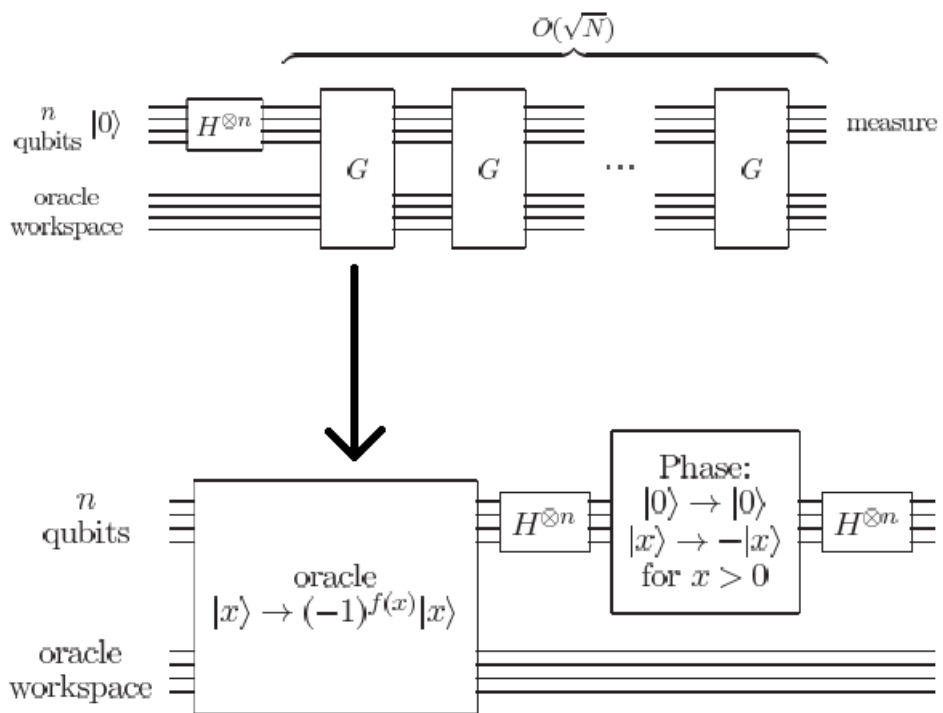 O(√N)
n
qubits |0⟩
H^{⊗n}
G
G
...
G
measure
oracle
workspace
n
qubits
oracle
|x⟩ → (-1)^{f(x)}|x⟩
H^{⊗n}
Phase:
|0⟩ → |0⟩
|x⟩ → -|x⟩
for x > 0
H^{⊗n}
oracle
workspace